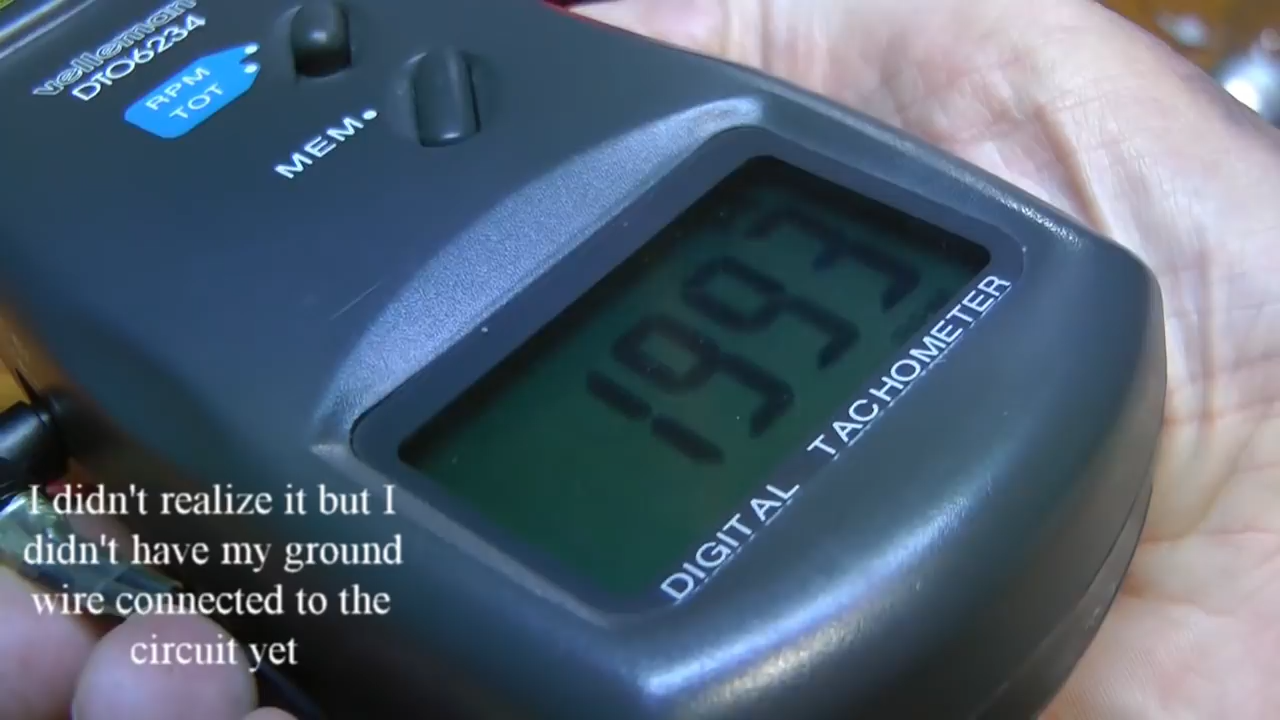 velleman
DTO6234
RPM
TOT
MEM.
1993
DIGITAL TACHOMETER
I didn't realize it but I
didn't have my ground
wire connected to the
circuit yet